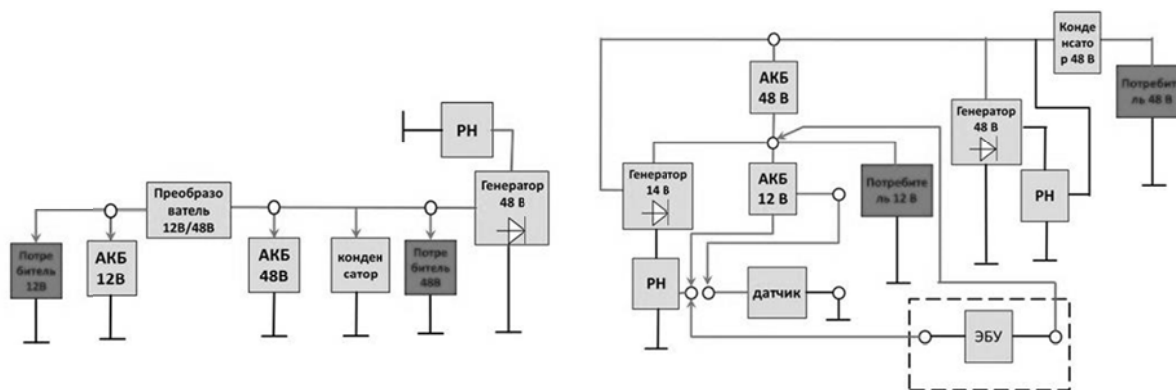 РН
Генератор
48 В
Преобразо
ватель
12В/48В
Потре
битель
12В
АКБ
12В
АКБ
48В
конден
сатор
Потре
битель
48В
Конде
нсато
р 48 В
АКБ
48 В
Потребит
ль 48 В
Генератор
48 В
Генератор
14 В
АКБ
12 В
Потребите
ль 12 В
РН
РН
датчик
ЭБУ